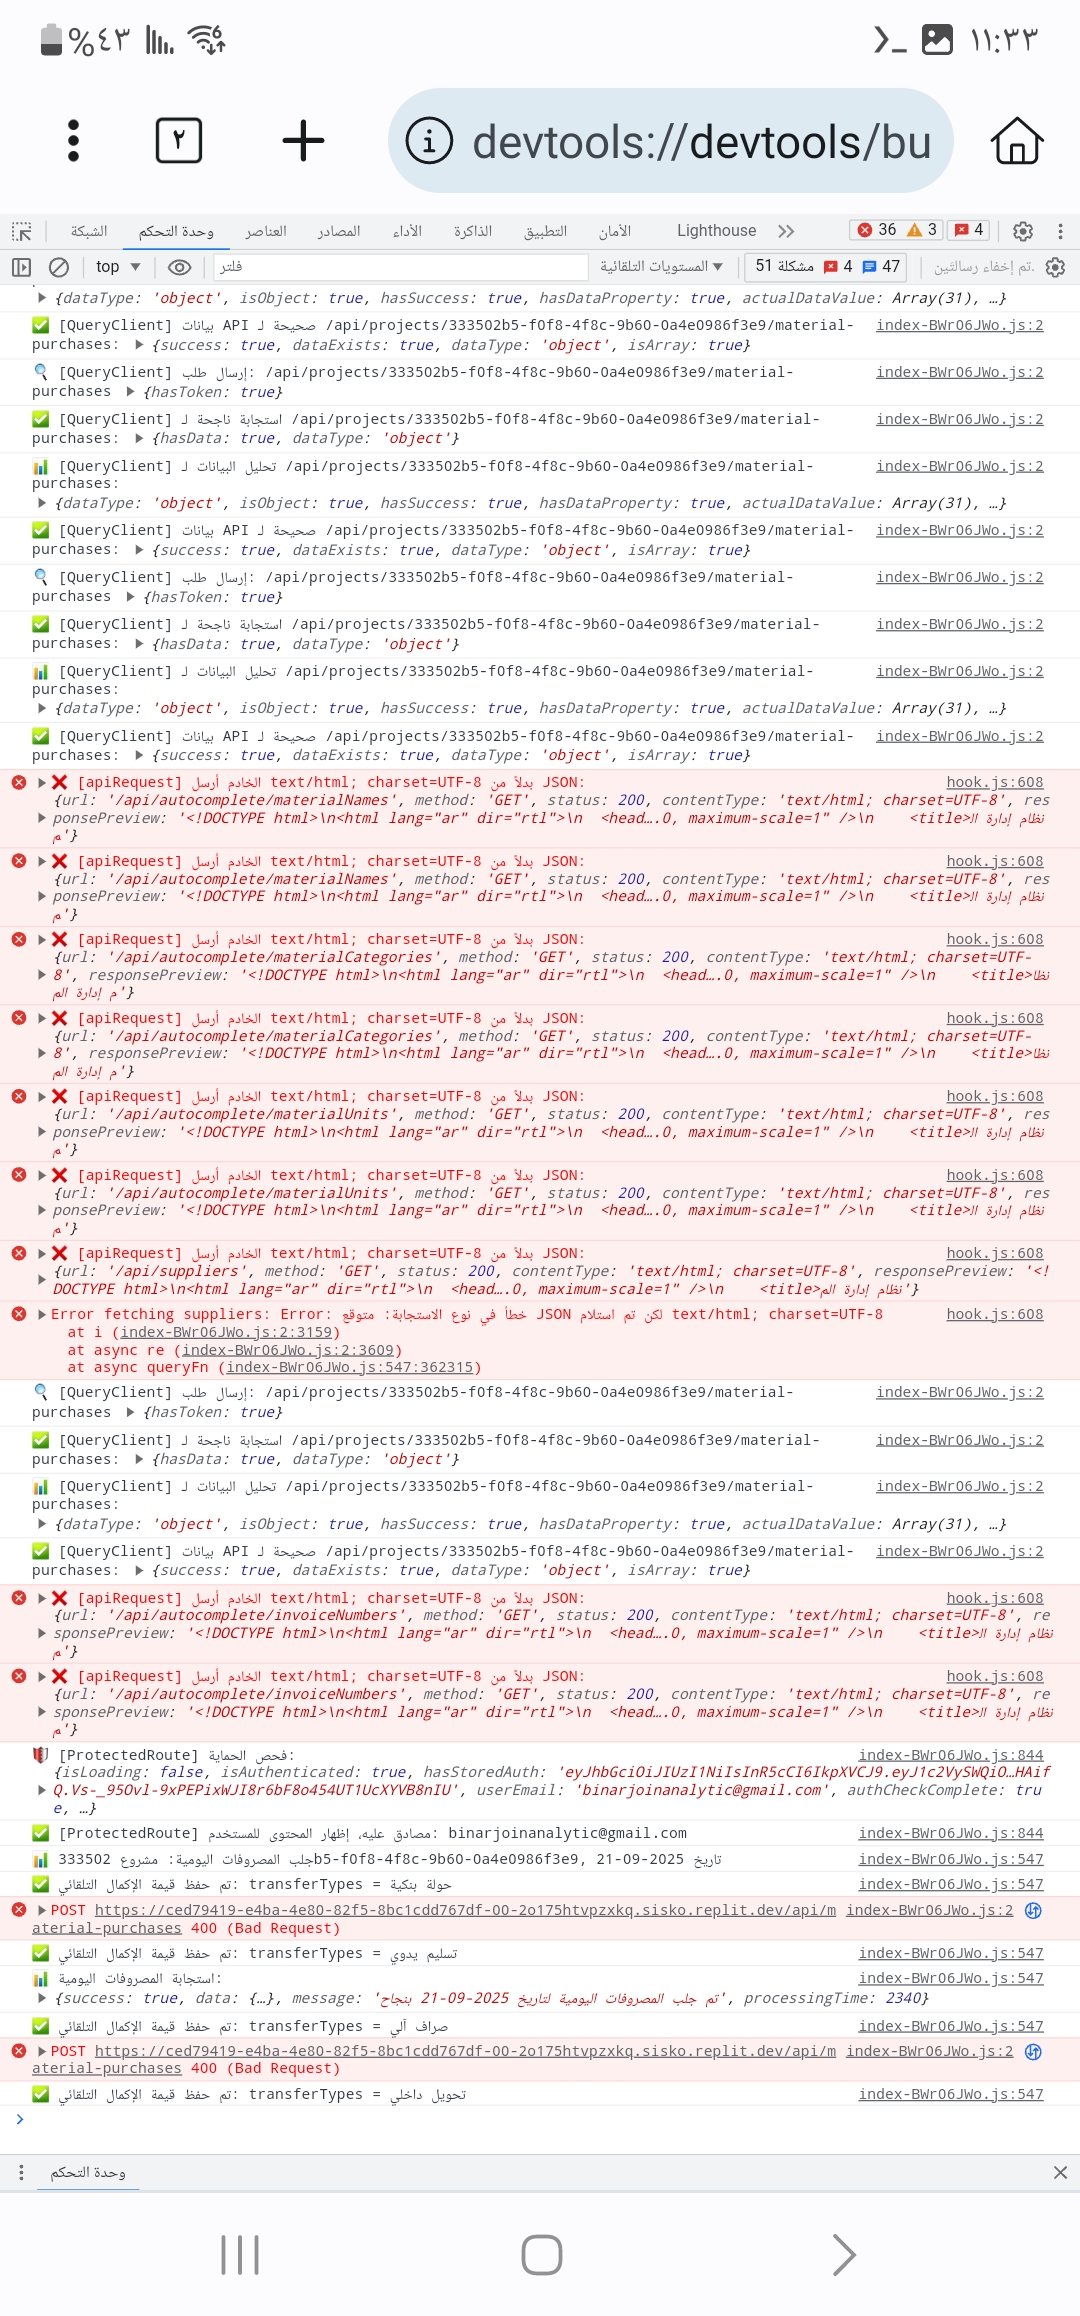 %٤٣ ١١:٣٣
٢ devtools://devtools/bu
الشبكة وحدة التحكم العناصر المصادر الأداء الذاكرة التطبيق الأمان Lighthouse 36 3 4
top فلتر المستويات التلقائية 51 مشكلة 4 47 تم إخفاء رسالتَين.
{dataType: 'object', isObject: true, hasSuccess: true, hasDataProperty: true, actualDataValue: Array(31), …}
✅ [QueryClient] بيانات API صحيحة لـ /api/projects/333502b5-f0f8-4f8c-9b60-0a4e0986f3e9/material- index-BWr06JWo.js:2
purchases: {success: true, dataExists: true, dataType: 'object', isArray: true}
🔍 [QueryClient] إرسال طلب: /api/projects/333502b5-f0f8-4f8c-9b60-0a4e0986f3e9/material- index-BWr06JWo.js:2
purchases {hasToken: true}
✅ [QueryClient] استجابة ناجحة لـ /api/projects/333502b5-f0f8-4f8c-9b60-0a4e0986f3e9/material- index-BWr06JWo.js:2
purchases: {hasData: true, dataType: 'object'}
📊 [QueryClient] تحليل البيانات لـ /api/projects/333502b5-f0f8-4f8c-9b60-0a4e0986f3e9/material- index-BWr06JWo.js:2
purchases:
{dataType: 'object', isObject: true, hasSuccess: true, hasDataProperty: true, actualDataValue: Array(31), …}
✅ [QueryClient] بيانات API صحيحة لـ /api/projects/333502b5-f0f8-4f8c-9b60-0a4e0986f3e9/material- index-BWr06JWo.js:2
purchases: {success: true, dataExists: true, dataType: 'object', isArray: true}
🔍 [QueryClient] إرسال طلب: /api/projects/333502b5-f0f8-4f8c-9b60-0a4e0986f3e9/material- index-BWr06JWo.js:2
purchases {hasToken: true}
✅ [QueryClient] استجابة ناجحة لـ /api/projects/333502b5-f0f8-4f8c-9b60-0a4e0986f3e9/material- index-BWr06JWo.js:2
purchases: {hasData: true, dataType: 'object'}
📊 [QueryClient] تحليل البيانات لـ /api/projects/333502b5-f0f8-4f8c-9b60-0a4e0986f3e9/material- index-BWr06JWo.js:2
purchases:
{dataType: 'object', isObject: true, hasSuccess: true, hasDataProperty: true, actualDataValue: Array(31), …}
✅ [QueryClient] بيانات API صحيحة لـ /api/projects/333502b5-f0f8-4f8c-9b60-0a4e0986f3e9/material- index-BWr06JWo.js:2
purchases: {success: true, dataExists: true, dataType: 'object', isArray: true}
❌ [apiRequest] الخادم أرسل text/html; charset=UTF-8 بدلاً من JSON: hook.js:608
{url: '/api/autocomplete/materialNames', method: 'GET', status: 200, contentType: 'text/html; charset=UTF-8', res
ponsePreview: '<!DOCTYPE html>\n<html lang="ar" dir="rtl">\n <head….0, maximum-scale=1" />\n <title>نظام إدارة ال
م'}
❌ [apiRequest] الخادم أرسل text/html; charset=UTF-8 بدلاً من JSON: hook.js:608
{url: '/api/autocomplete/materialNames', method: 'GET', status: 200, contentType: 'text/html; charset=UTF-8', res
ponsePreview: '<!DOCTYPE html>\n<html lang="ar" dir="rtl">\n <head….0, maximum-scale=1" />\n <title>نظام إدارة ال
م'}
❌ [apiRequest] الخادم أرسل text/html; charset=UTF-8 بدلاً من JSON: hook.js:608
{url: '/api/autocomplete/materialCategories', method: 'GET', status: 200, contentType: 'text/html; charset=UTF-
8', responsePreview: '<!DOCTYPE html>\n<html lang="ar" dir="rtl">\n <head….0, maximum-scale=1" />\n <title>نظا
م إدارة الم'}
❌ [apiRequest] الخادم أرسل text/html; charset=UTF-8 بدلاً من JSON: hook.js:608
{url: '/api/autocomplete/materialCategories', method: 'GET', status: 200, contentType: 'text/html; charset=UTF-
8', responsePreview: '<!DOCTYPE html>\n<html lang="ar" dir="rtl">\n <head….0, maximum-scale=1" />\n <title>نظا
م إدارة الم'}
❌ [apiRequest] الخادم أرسل text/html; charset=UTF-8 بدلاً من JSON: hook.js:608
{url: '/api/autocomplete/materialUnits', method: 'GET', status: 200, contentType: 'text/html; charset=UTF-8', res
ponsePreview: '<!DOCTYPE html>\n<html lang="ar" dir="rtl">\n <head….0, maximum-scale=1" />\n <title>نظام إدارة ال
م'}
❌ [apiRequest] الخادم أرسل text/html; charset=UTF-8 بدلاً من JSON: hook.js:608
{url: '/api/autocomplete/materialUnits', method: 'GET', status: 200, contentType: 'text/html; charset=UTF-8', res
ponsePreview: '<!DOCTYPE html>\n<html lang="ar" dir="rtl">\n <head….0, maximum-scale=1" />\n <title>نظام إدارة ال
م'}
❌ [apiRequest] الخادم أرسل text/html; charset=UTF-8 بدلاً من JSON: hook.js:608
{url: '/api/suppliers', method: 'GET', status: 200, contentType: 'text/html; charset=UTF-8', responsePreview: '<!
DOCTYPE html>\n<html lang="ar" dir="rtl">\n <head….0, maximum-scale=1" />\n <title>نظام إدارة الم'}
Error fetching suppliers: Error: خطأ في نوع الاستجابة: متوقع JSON لكن تم استلام text/html; charset=UTF-8 hook.js:608
at i (index-BWr06JWo.js:2:3159)
at async re (index-BWr06JWo.js:2:3609)
at async queryFn (index-BWr06JWo.js:547:362315)
🔍 [QueryClient] إرسال طلب: /api/projects/333502b5-f0f8-4f8c-9b60-0a4e0986f3e9/material- index-BWr06JWo.js:2
purchases {hasToken: true}
✅ [QueryClient] استجابة ناجحة لـ /api/projects/333502b5-f0f8-4f8c-9b60-0a4e0986f3e9/material- index-BWr06JWo.js:2
purchases: {hasData: true, dataType: 'object'}
📊 [QueryClient] تحليل البيانات لـ /api/projects/333502b5-f0f8-4f8c-9b60-0a4e0986f3e9/material- index-BWr06JWo.js:2
purchases:
{dataType: 'object', isObject: true, hasSuccess: true, hasDataProperty: true, actualDataValue: Array(31), …}
✅ [QueryClient] بيانات API صحيحة لـ /api/projects/333502b5-f0f8-4f8c-9b60-0a4e0986f3e9/material- index-BWr06JWo.js:2
purchases: {success: true, dataExists: true, dataType: 'object', isArray: true}
❌ [apiRequest] الخادم أرسل text/html; charset=UTF-8 بدلاً من JSON: hook.js:608
{url: '/api/autocomplete/invoiceNumbers', method: 'GET', status: 200, contentType: 'text/html; charset=UTF-8', re
sponsePreview: '<!DOCTYPE html>\n<html lang="ar" dir="rtl">\n <head….0, maximum-scale=1" />\n <title>نظام إدارة ال
م'}
❌ [apiRequest] الخادم أرسل text/html; charset=UTF-8 بدلاً من JSON: hook.js:608
{url: '/api/autocomplete/invoiceNumbers', method: 'GET', status: 200, contentType: 'text/html; charset=UTF-8', re
sponsePreview: '<!DOCTYPE html>\n<html lang="ar" dir="rtl">\n <head….0, maximum-scale=1" />\n <title>نظام إدارة ال
م'}
[ProtectedRoute] فحص الحماية: index-BWr06JWo.js:844
{isLoading: false, isAuthenticated: true, hasStoredAuth: 'eyJhbGciOiJIUzI1NiIsInR5cCI6IkpXVCJ9.eyJ1c2VySWQiO…HAif
Q.Vs-_95Ovl-9xPEPixWJI8r6bF8o454UT1UcXYVB8nIU', userEmail: 'binarjoinanalytic@gmail.com', authCheckComplete: tru
e, …}
✅ [ProtectedRoute] مصادق عليه، إظهار المحتوى للمستخدم: binarjoinanalytic@gmail.com index-BWr06JWo.js:844
📊 جلب المصروفات اليومية: مشروع 333502b5-f0f8-4f8c-9b60-0a4e0986f3e9, تاريخ 2025-09-21 index-BWr06JWo.js:547
✅ تم حفظ قيمة الإكمال التلقائي: transferTypes = حولة بنكية index-BWr06JWo.js:547
POST https://ced79419-e4ba-4e80-82f5-8bc1cdd767df-00-2o175htvpzxkq.sisko.replit.dev/api/m index-BWr06JWo.js:2
aterial-purchases 400 (Bad Request)
✅ تم حفظ قيمة الإكمال التلقائي: transferTypes = تسليم يدوي index-BWr06JWo.js:547
📊 استجابة المصروفات اليومية: index-BWr06JWo.js:547
{success: true, data: {…}, message: 'تم جلب المصروفات اليومية لتاريخ 2025-09-21 بنجاح', processingTime: 2340}
✅ تم حفظ قيمة الإكمال التلقائي: transferTypes = صراف آلي index-BWr06JWo.js:547
POST https://ced79419-e4ba-4e80-82f5-8bc1cdd767df-00-2o175htvpzxkq.sisko.replit.dev/api/m index-BWr06JWo.js:2
aterial-purchases 400 (Bad Request)
✅ تم حفظ قيمة الإكمال التلقائي: transferTypes = تحويل داخلي index-BWr06JWo.js:547
وحدة التحكم